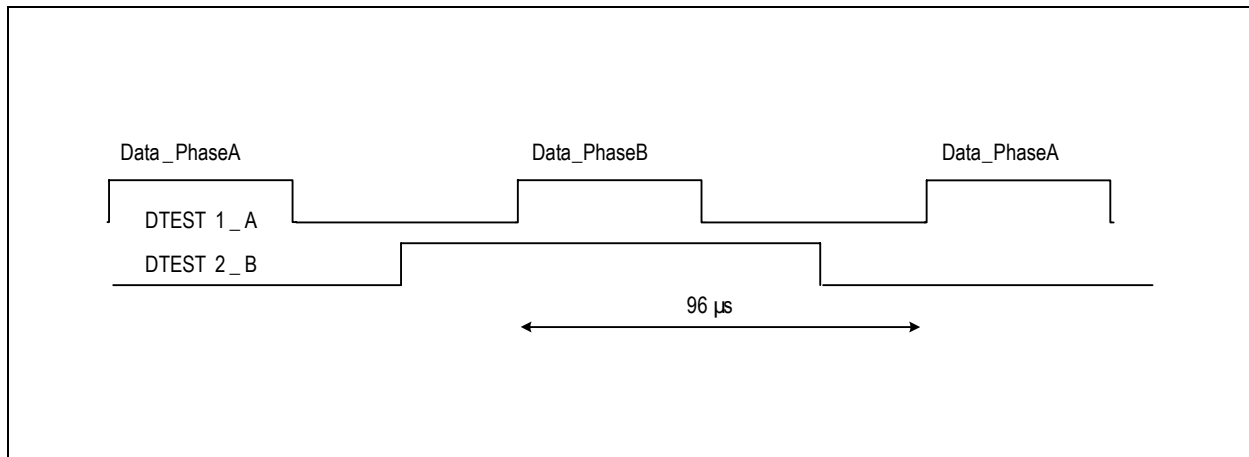 Data_PhaseA Data_PhaseB Data_PhaseA
DTEST 1_A
DTEST 2_B
96 µs